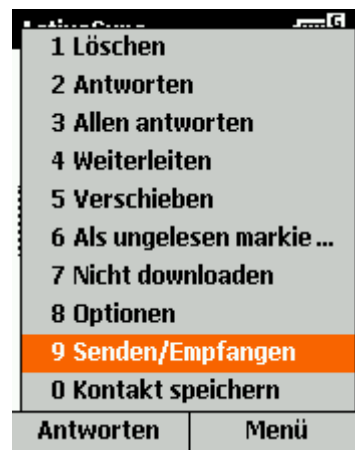 ActiveSync
G
1 Löschen
2 Antworten
3 Allen antworten
4 Weiterleiten
5 Verschieben
6 Als ungelesen markie ...
7 Nicht downloaden
8 Optionen
9 Senden/Empfangen
0 Kontakt speichern
Antworten
Menü